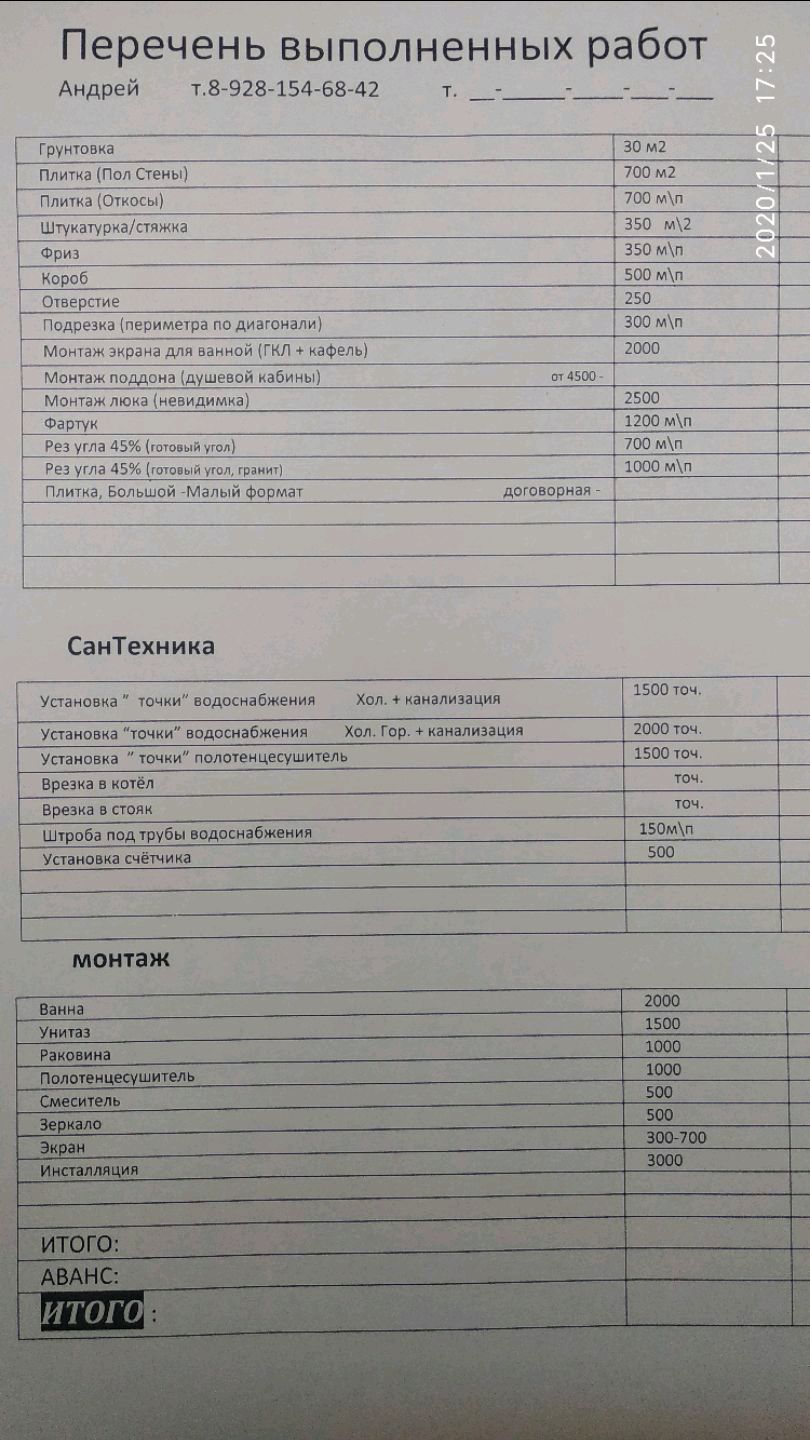 Перечень выполненных работ
Андрей т.8-928-154-68-42 т. __-_____-____-___-___
2020/1/25 17:25
Грунтовка 30 м2
Плитка (Пол Стены) 700 м2
Плитка (Откосы) 700 м\п
Штукатурка/стяжка 350 м\2
Фриз 350 м\п
Короб 500 м\п
Отверстие 250
Подрезка (периметра по диагонали) 300 м\п
Монтаж экрана для ванной (ГКЛ + кафель) 2000
Монтаж поддона (душевой кабины) от 4500 -
Монтаж люка (невидимка) 2500
Фартук 1200 м\п
Рез угла 45% (готовый угол) 700 м\п
Рез угла 45% (готовый угол, гранит) 1000 м\п
Плитка, Большой -Малый формат договорная -
СанТехника
Установка " точки" водоснабжения Хол. + канализация 1500 точ.
Установка "точки" водоснабжения Хол. Гор. + канализация 2000 точ.
Установка " точки" полотенцесушитель 1500 точ.
Врезка в котёл точ.
Врезка в стояк точ.
Штроба под трубы водоснабжения 150м\п
Установка счётчика 500
монтаж
Ванна 2000
Унитаз 1500
Раковина 1000
Полотенцесушитель 1000
Смеситель 500
Зеркало 500
Экран 300-700
Инсталляция 3000
ИТОГО:
АВАНС:
ИТОГО :